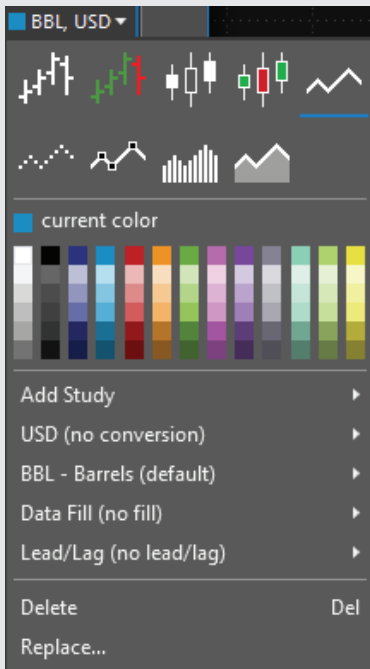 BBL, USD
current color
Add Study
USD (no conversion)
BBL - Barrels (default)
Data Fill (no fill)
Lead/Lag (no lead/lag)
Delete Del
Replace...